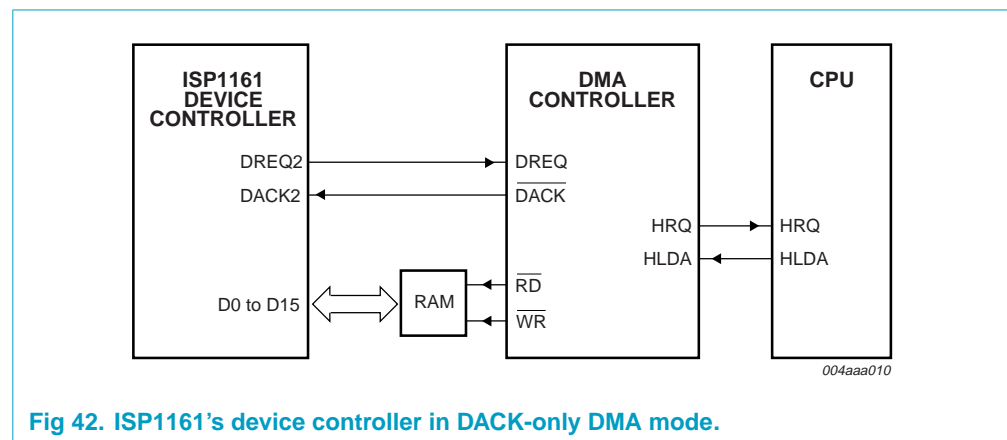 ISP1161
DEVICE
CONTROLLER
DMA
CONTROLLER
CPU
DREQ2
DREQ
DACK2
DACK
HRQ
HRQ
HLDA
HLDA
RD
D0 to D15
RAM
WR
004aaa010
Fig 42. ISP1161's device controller in DACK-only DMA mode.